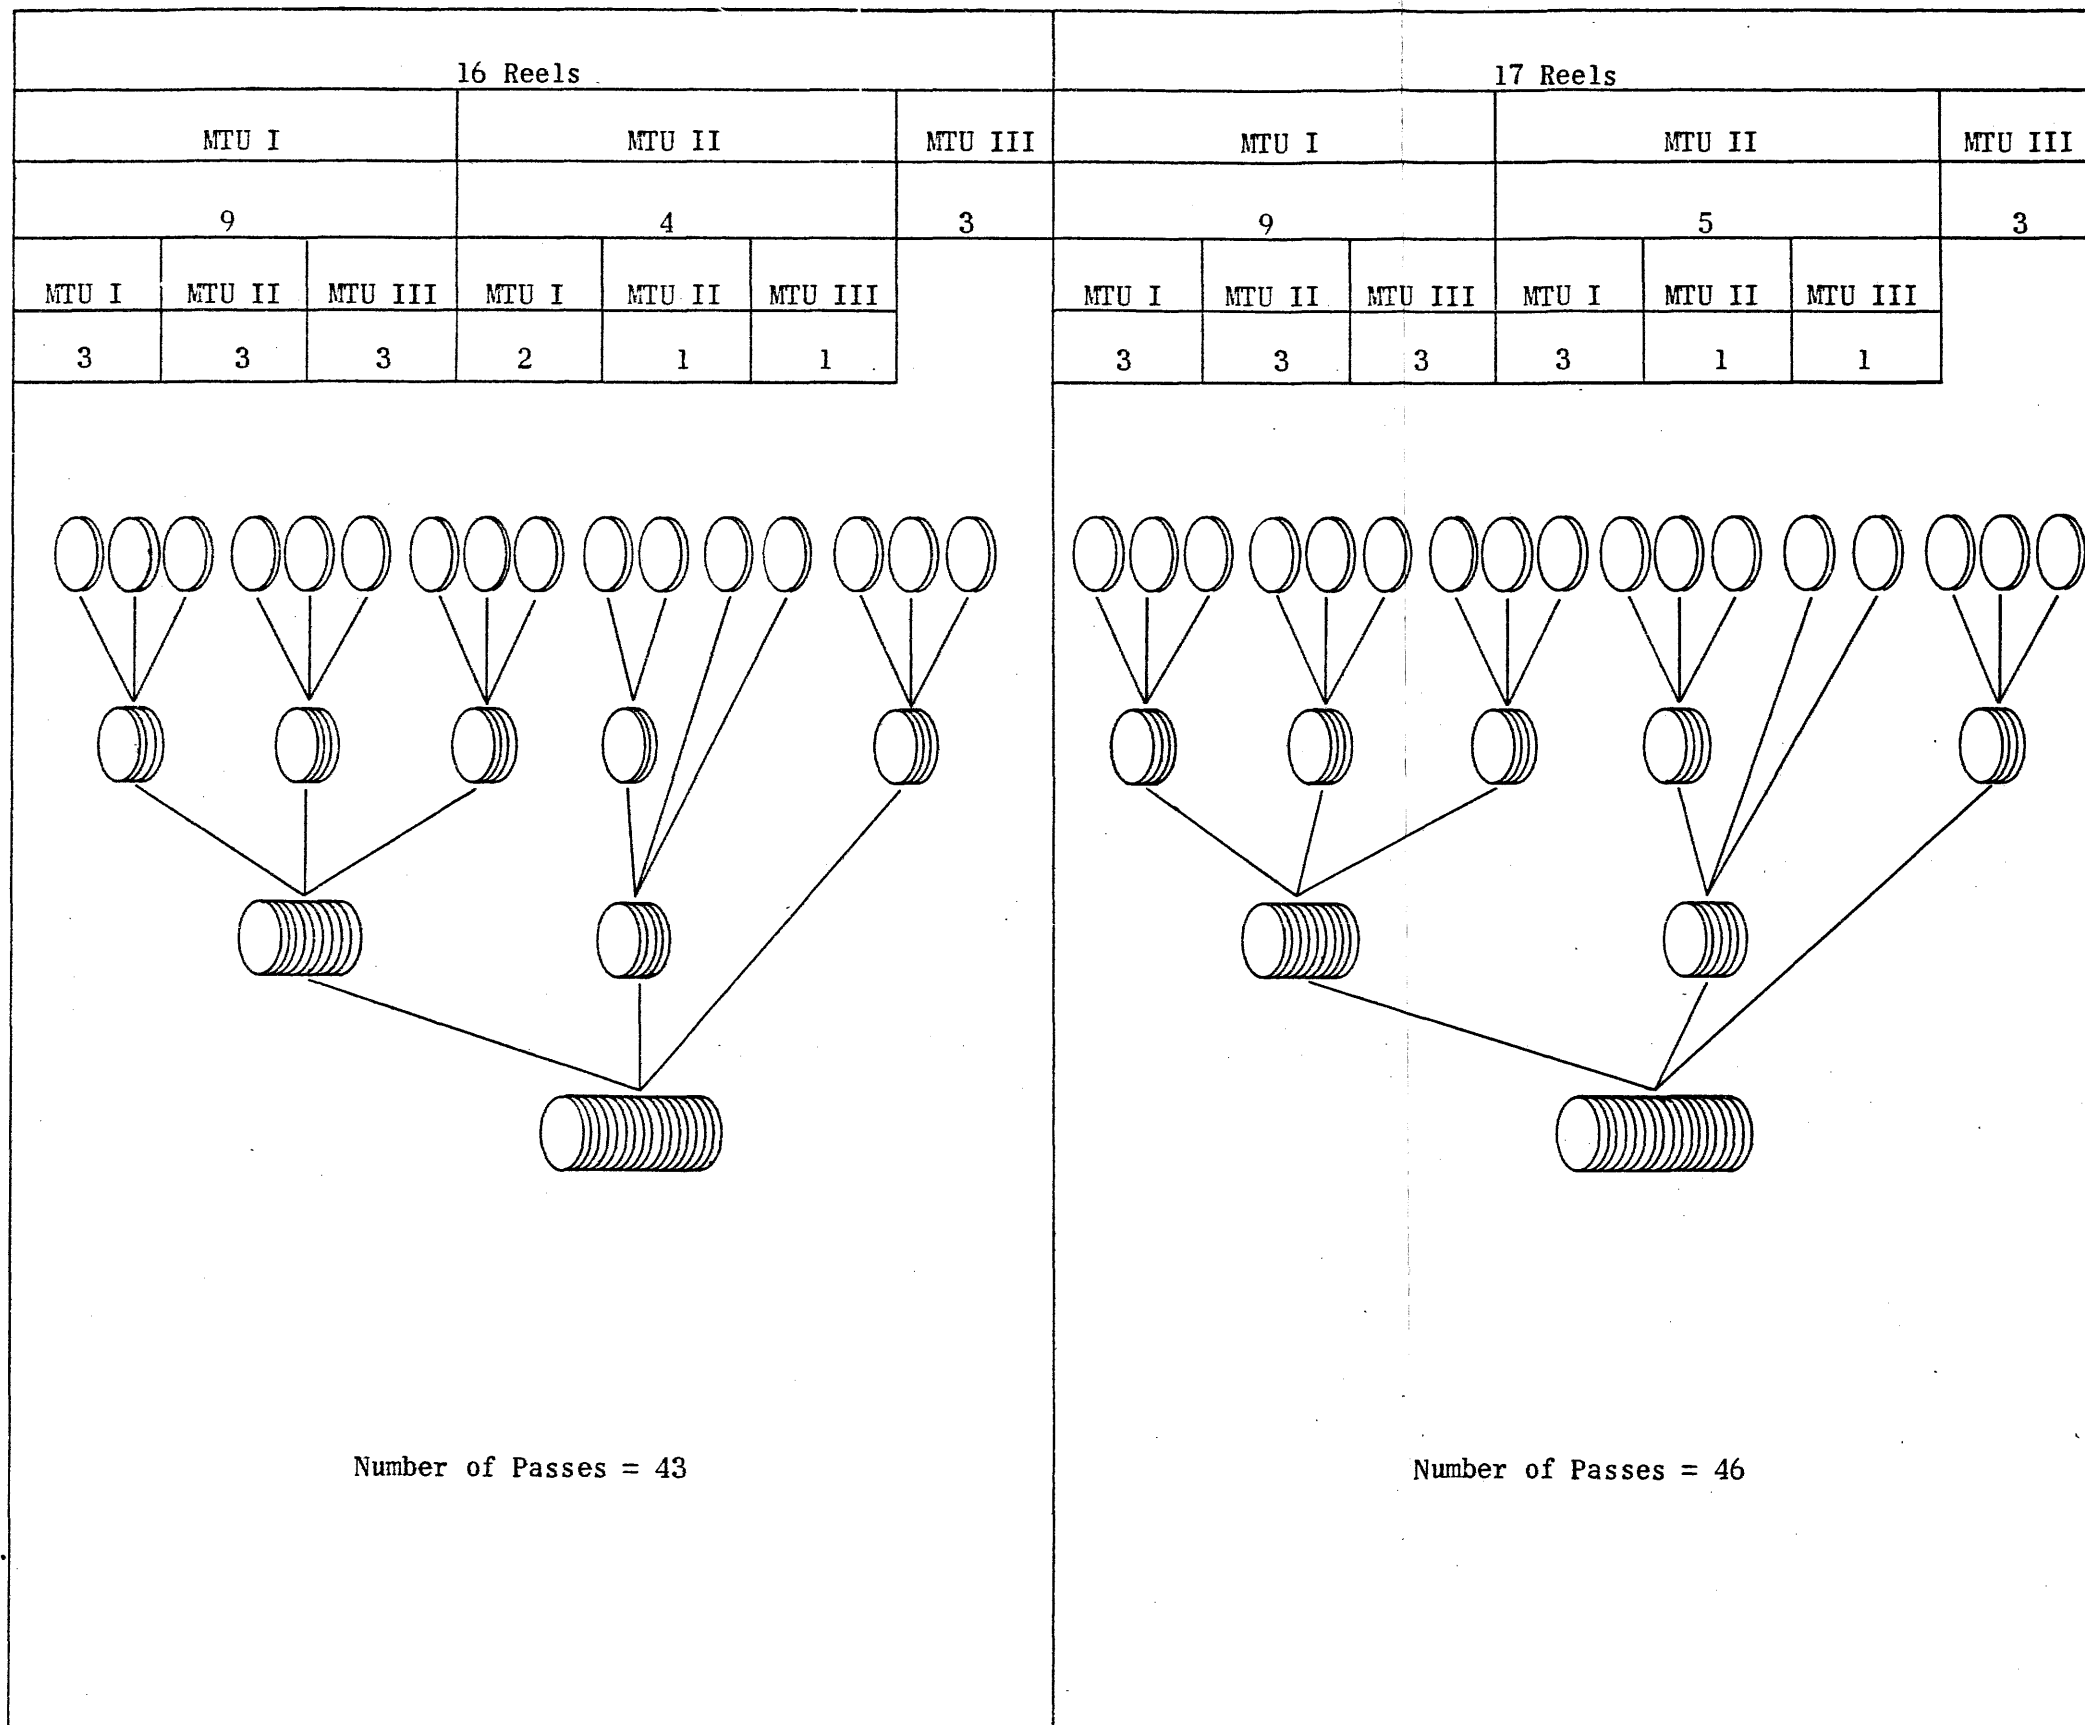 16 Reels
17 Reels
MTU I MTU II MTU III
MTU I MTU II MTU III
9 4 3
9 5 3
MTU I MTU II MTU III MTU I MTU II MTU III
MTU I MTU II MTU III MTU I MTU II MTU III
3 3 3 2 1 1
3 3 3 3 1 1
Number of Passes = 43
Number of Passes = 46